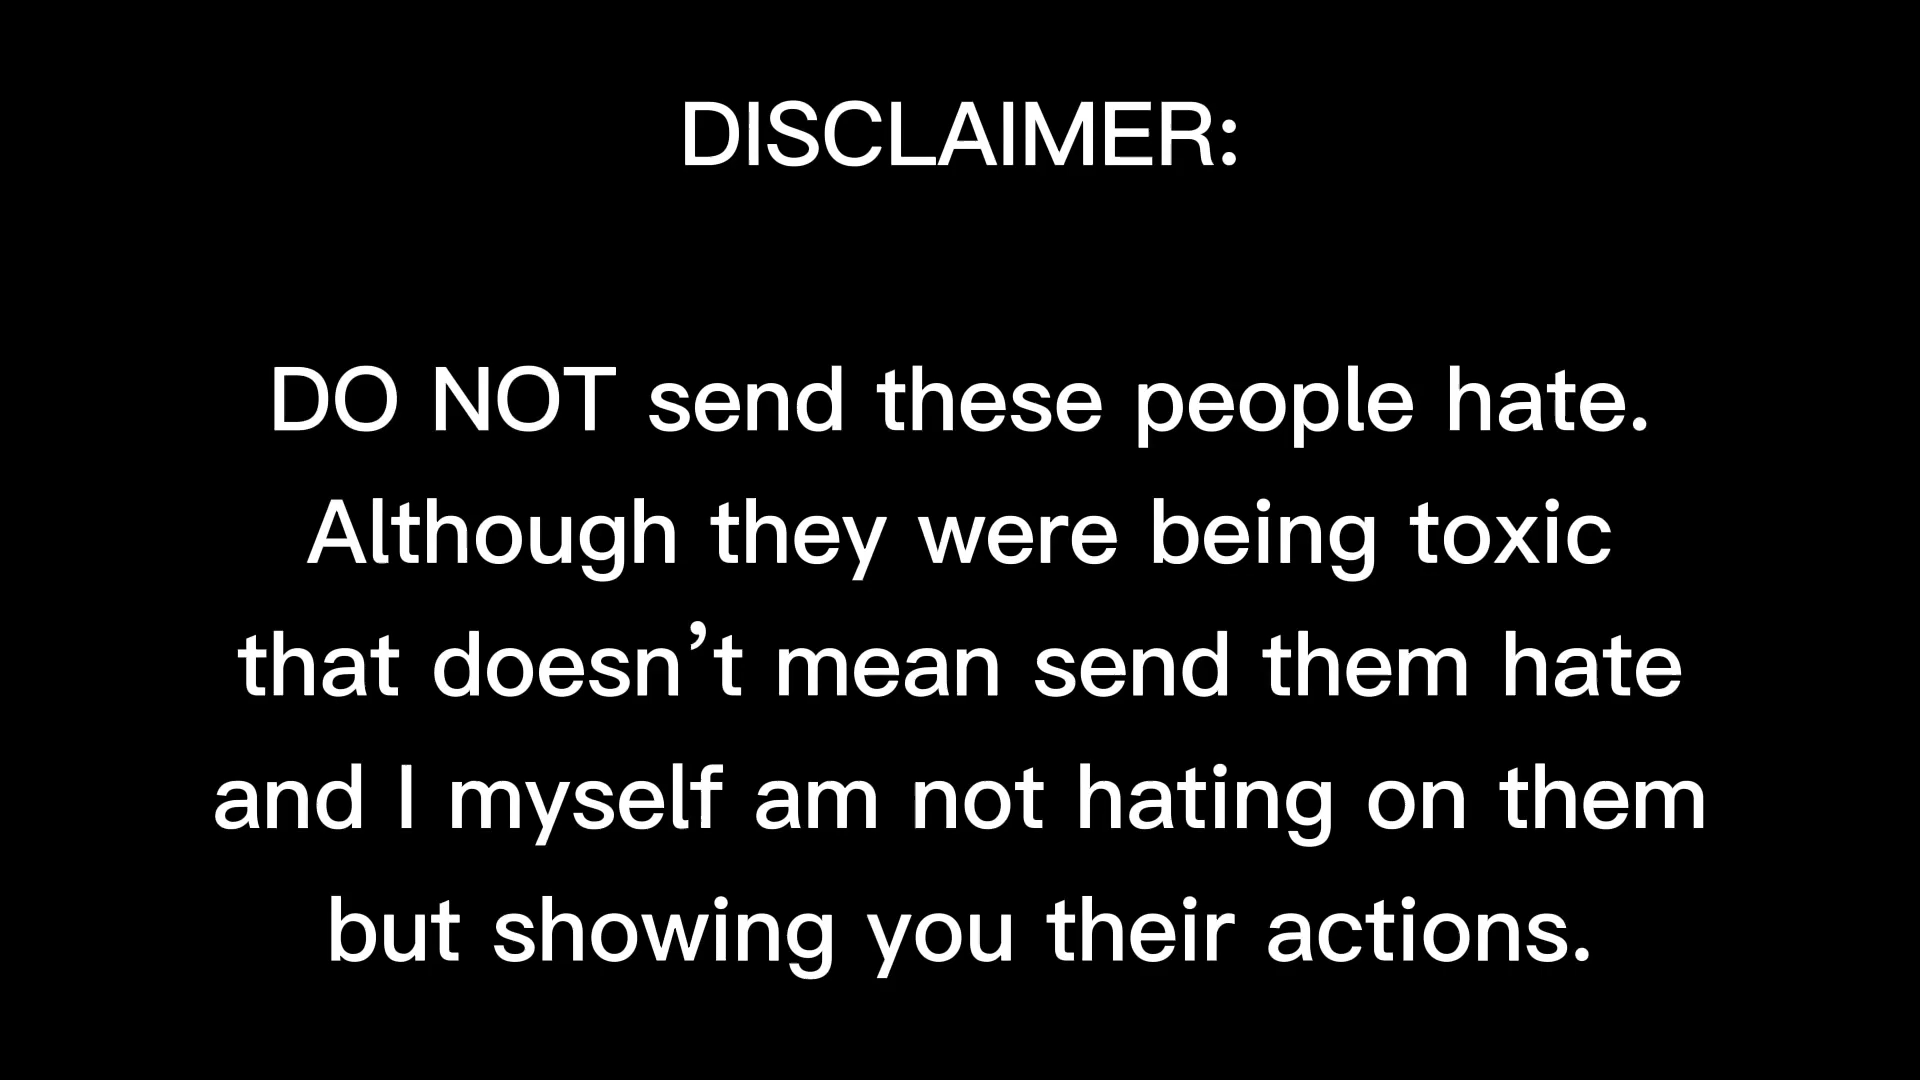 DISCLAIMER:
DO NOT send these people hate.
Although they were being toxic
that doesn’t mean send them hate
and I myself am not hating on them
but showing you their actions.